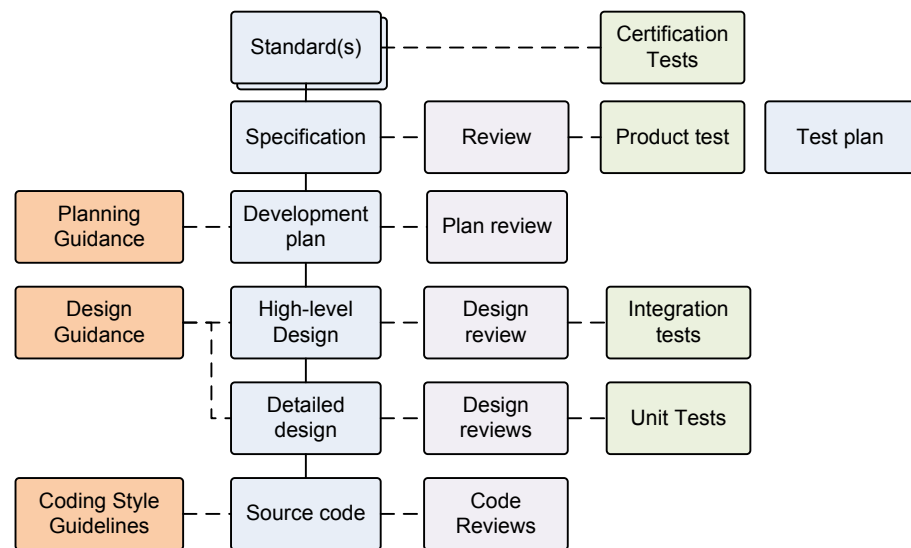 Standard(s)
Certification
Tests
Specification
Review
Product test
Test plan
Planning
Guidance
Development
plan
Plan review
Design
Guidance
High-level
Design
Design
review
Integration
tests
Detailed
design
Design
reviews
Unit Tests
Coding Style
Guidelines
Source code
Code
Reviews